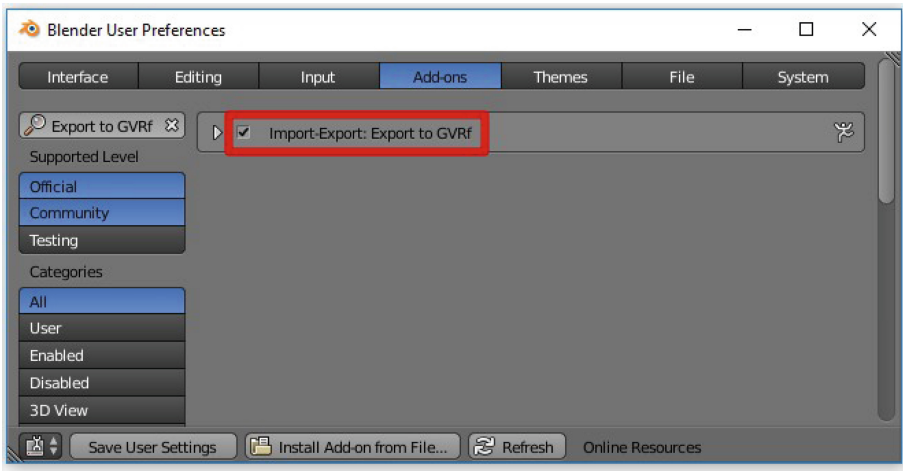 Blender User Preferences
Interface Editing Input Add-ons Themes File System
Export to GVRf
Import-Export: Export to GVRf
Supported Level
Official
Community
Testing
Categories
All
User
Enabled
Disabled
3D View
Save User Settings Install Add-on from File... Refresh Online Resources